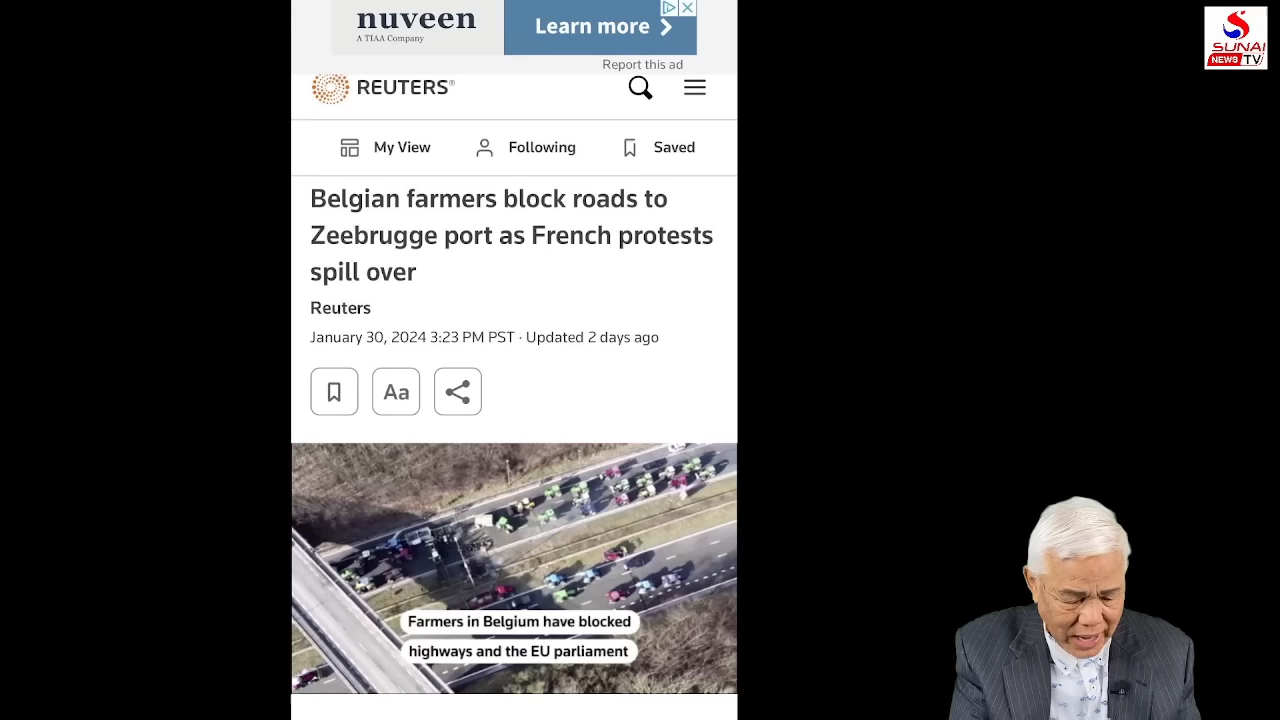 nuveen
A TIAA Company
Learn more
Report this ad
SUNAI
NEWS TV
REUTERS®
My View
Following
Saved
Belgian farmers block roads to
Zeebrugge port as French protests
spill over
Reuters
January 30, 2024 3:23 PM PST · Updated 2 days ago
Aa
Farmers in Belgium have blocked
highways and the EU parliament